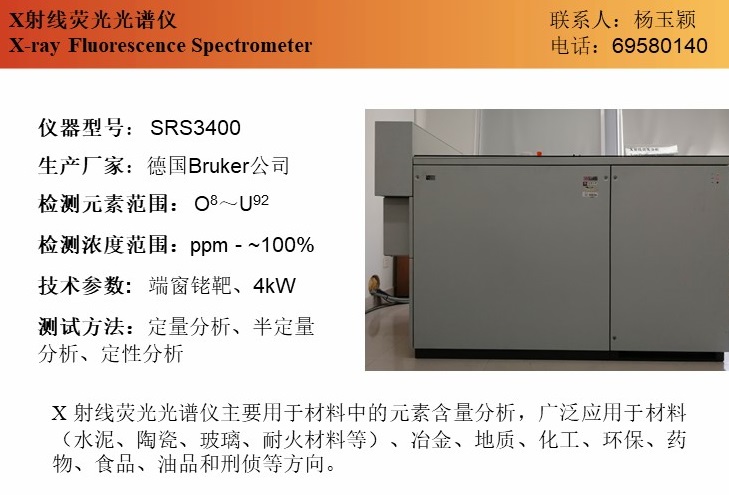 X射线荧光光谱仪
X-ray Fluorescence Spectrometer
联系人：杨玉颖
电话：69580140
仪器型号：SRS3400
生产厂家：德国Bruker公司
检测元素范围：O⁸～U⁹²
检测浓度范围：ppm - ~100%
技术参数：端窗铑靶、4kW
测试方法：定量分析、半定量
分析、定性分析
X 射线荧光光谱仪主要用于材料中的元素含量分析，广泛应用于材料
（水泥、陶瓷、玻璃、耐火材料等）、冶金、地质、化工、环保、药
物、食品、油品和刑侦等方向。